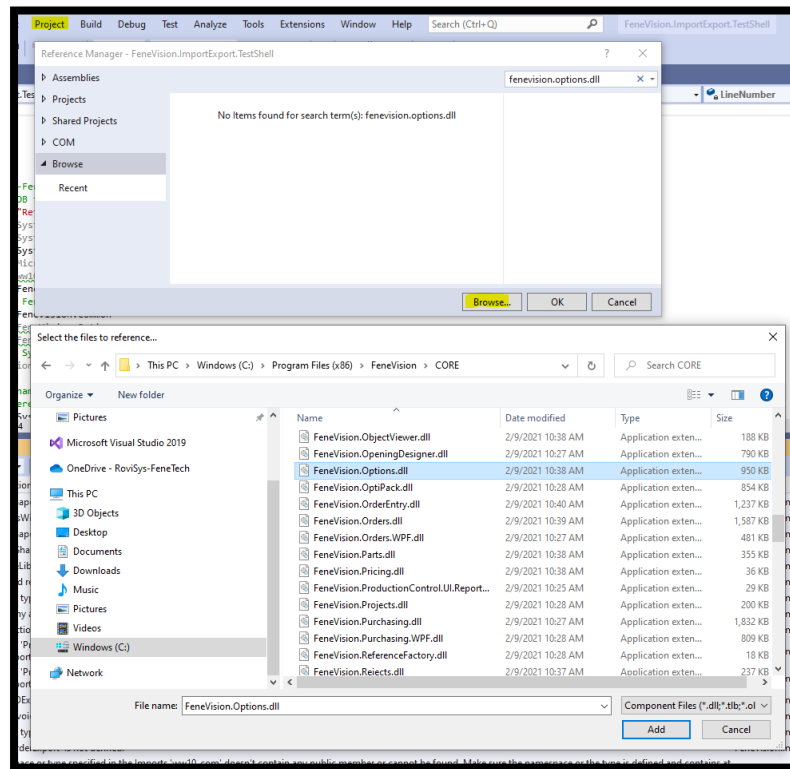 Project Build Debug Test Analyze Tools Extensions Window Help Search (Ctrl+Q) FeneVision.ImportExport.TestShell
Reference Manager - FeneVision.ImportExport.TestShell ? ×
Assemblies
fenevision.options.dll
LineNumber
Projects
Shared Projects
No Items found for search term(s): fenevision.options.dll
COM
Browse
Recent
Browse... OK Cancel
Select the files to reference...
This PC > Windows (C:) > Program Files (x86) > FeneVision > CORE
Search CORE
Organize New folder
Pictures
Microsoft Visual Studio 2019
OneDrive - RoviSys-FeneTech
This PC
3D Objects
Desktop
Documents
Downloads
Music
Pictures
Videos
Windows (C:)
Network
Name Date modified Type Size
FeneVision.ObjectViewer.dll 2/9/2021 10:38 AM Application exten... 188 KB
FeneVision.OpeningDesigner.dll 2/9/2021 10:27 AM Application exten... 790 KB
FeneVision.Options.dll 2/9/2021 10:38 AM Application exten... 950 KB
FeneVision.OptiPack.dll 2/9/2021 10:28 AM Application exten... 854 KB
FeneVision.OrderEntry.dll 2/9/2021 10:40 AM Application exten... 1,237 KB
FeneVision.Orders.dll 2/9/2021 10:39 AM Application exten... 1,587 KB
FeneVision.Orders.WPF.dll 2/9/2021 10:27 AM Application exten... 481 KB
FeneVision.Parts.dll 2/9/2021 10:38 AM Application exten... 355 KB
FeneVision.Pricing.dll 2/9/2021 10:38 AM Application exten... 36 KB
FeneVision.ProductionControl.UI.Report... 2/9/2021 10:25 AM Application exten... 29 KB
FeneVision.Projects.dll 2/9/2021 10:28 AM Application exten... 200 KB
FeneVision.Purchasing.dll 2/9/2021 10:27 AM Application exten... 1,832 KB
FeneVision.Purchasing.WPF.dll 2/9/2021 10:28 AM Application exten... 809 KB
FeneVision.ReferenceFactory.dll 2/9/2021 10:28 AM Application exten... 18 KB
FeneVision.Rejects.dll 2/9/2021 10:37 AM Application exten... 237 KB
File name: FeneVision.Options.dll Component Files (*.dll;*.tlb;*.ol
Add Cancel